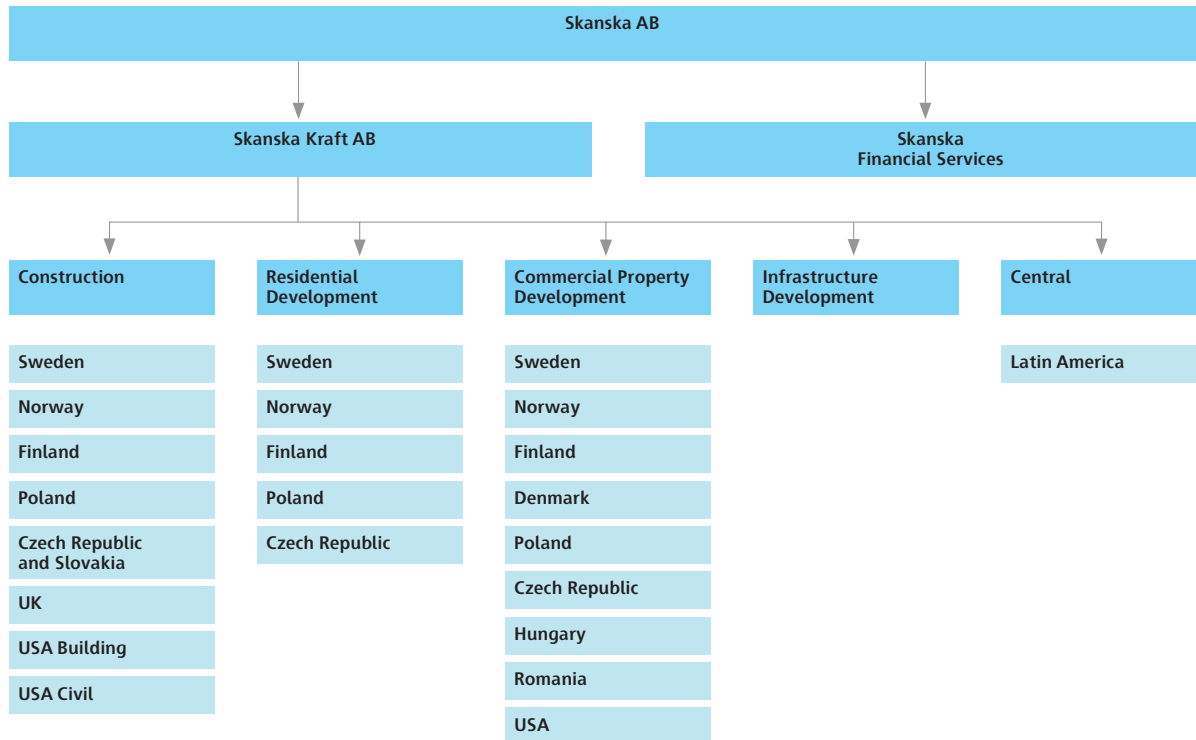 Skanska AB
Skanska Kraft AB
Skanska
Financial Services
Construction
Residential
Development
Commercial Property
Development
Infrastructure
Development
Central
Sweden
Norway
Finland
Poland
Czech Republic
and Slovakia
UK
USA Building
USA Civil
Sweden
Norway
Finland
Poland
Czech Republic
Sweden
Norway
Finland
Denmark
Poland
Czech Republic
Hungary
Romania
USA
Latin America